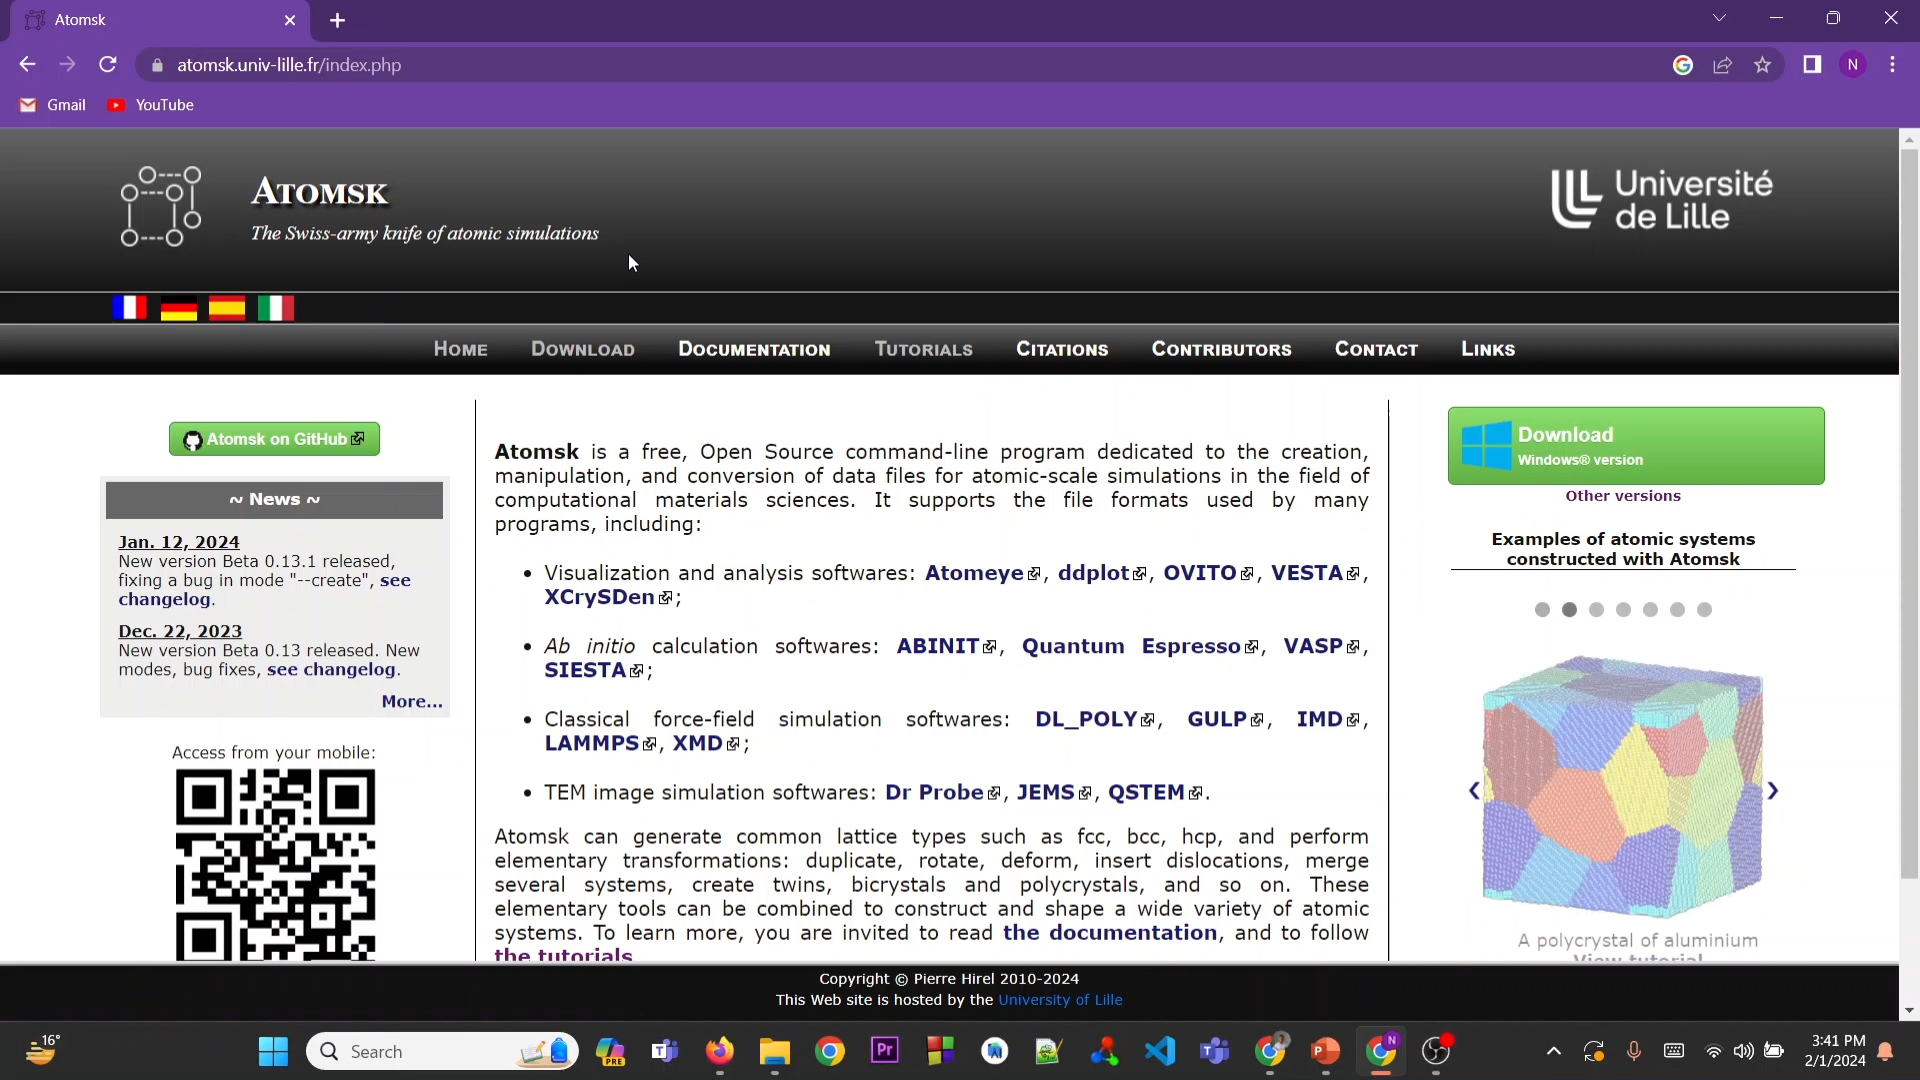 Atomsk
atomsk.univ-lille.fr/index.php
N
Gmail
YouTube
ATOMSK
The Swiss-army knife of atomic simulations
Université
de Lille
HOME
DOWNLOAD
DOCUMENTATION
TUTORIALS
CITATIONS
CONTRIBUTORS
CONTACT
LINKS
Atomsk on GitHub
~ News ~
Jan. 12, 2024
New version Beta 0.13.1 released,
fixing a bug in mode "--create", see
changelog.
Dec. 22, 2023
New version Beta 0.13 released. New
modes, bug fixes, see changelog.
More...
Access from your mobile:
Atomsk is a free, Open Source command-line program dedicated to the creation,
manipulation, and conversion of data files for atomic-scale simulations in the field of
computational materials sciences. It supports the file formats used by many
programs, including:
• Visualization and analysis softwares: Atomeye, ddplot, OVITO, VESTA,
XCrySDen;
• Ab initio calculation softwares: ABINIT, Quantum Espresso, VASP,
SIESTA;
• Classical force-field simulation softwares: DL_POLY, GULP, IMD,
LAMMPS, XMD;
• TEM image simulation softwares: Dr Probe, JEMS, QSTEM.
Atomsk can generate common lattice types such as fcc, bcc, hcp, and perform
elementary transformations: duplicate, rotate, deform, insert dislocations, merge
several systems, create twins, bicrystals and polycrystals, and so on. These
elementary tools can be combined to construct and shape a wide variety of atomic
systems. To learn more, you are invited to read the documentation, and to follow
the tutorials
Download
Windows® version
Other versions
Examples of atomic systems
constructed with Atomsk
A polycrystal of aluminium
View tutorial
Copyright © Pierre Hirel 2010-2024
This Web site is hosted by the University of Lille
16°
Search
PRE
Pr
N
3:41 PM
2/1/2024